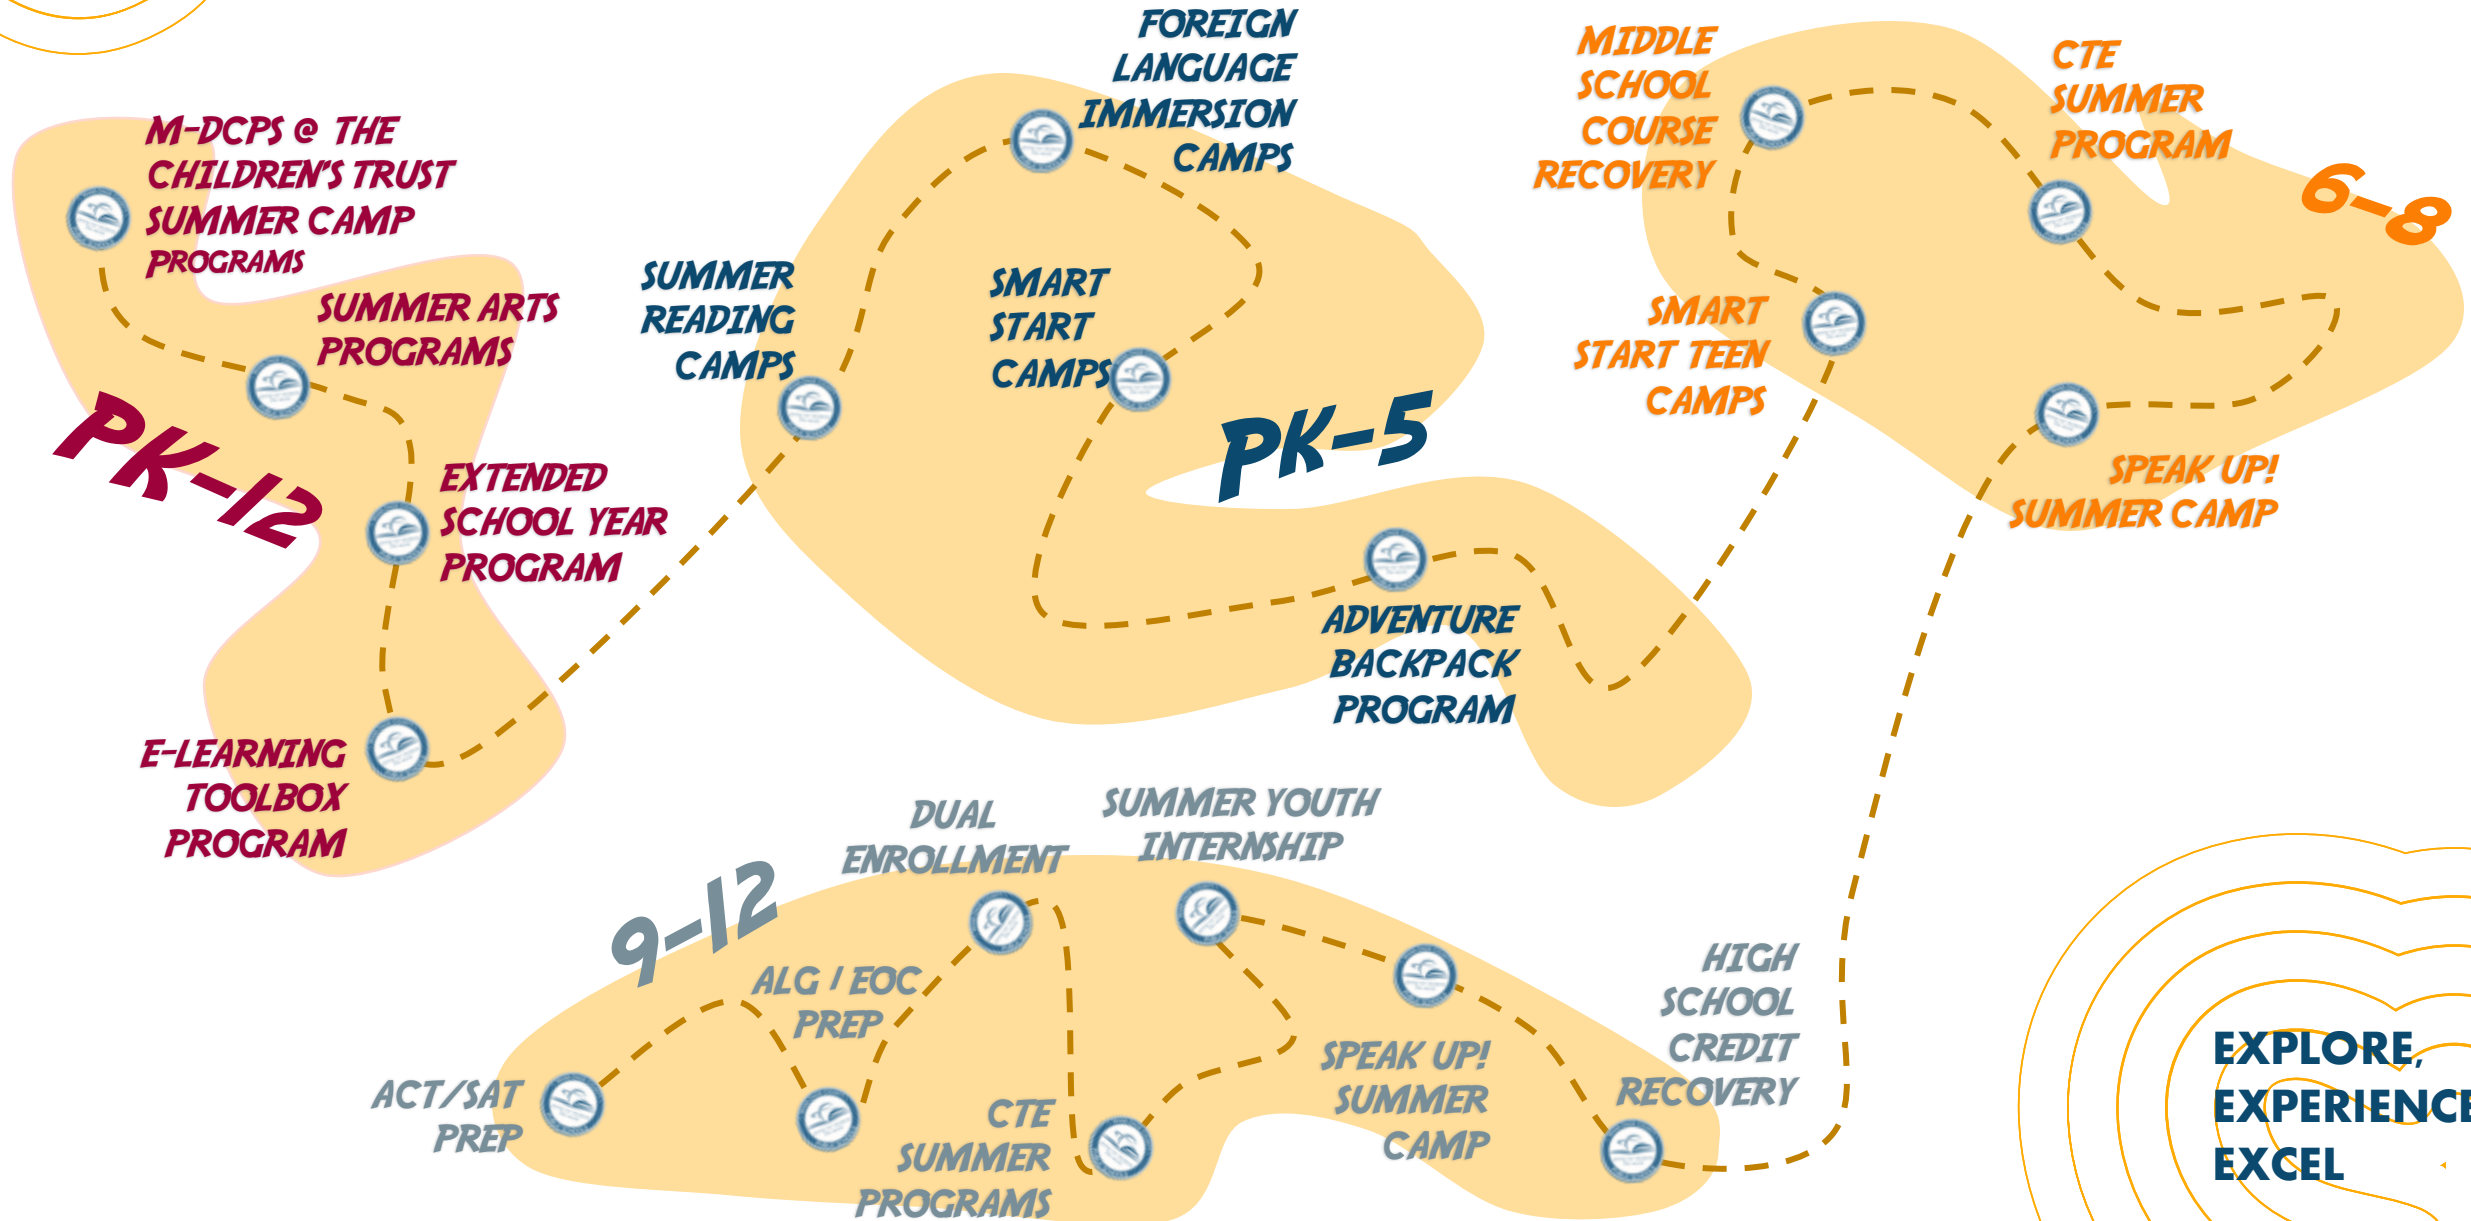 M-DCPS @ THE
CHILDREN'S TRUST
SUMMER CAMP
PROGRAMS
SUMMER ARTS
PROGRAMS
PK-12
EXTENDED
SCHOOL YEAR
PROGRAM
E-LEARNING
TOOLBOX
PROGRAM
SUMMER
READING
CAMPS
FOREIGN
LANGUAGE
IMMERSION
CAMPS
SMART
START
CAMPS
PK-5
ADVENTURE
BACKPACK
PROGRAM
MIDDLE
SCHOOL
COURSE
RECOVERY
CTE
SUMMER
PROGRAM
6-8
SMART
START TEEN
CAMPS
SPEAK UP!
SUMMER CAMP
9-12
DUAL
ENROLLMENT
SUMMER YOUTH
INTERNSHIP
ALG / EOC
PREP
ACT/SAT
PREP
CTE
SUMMER
PROGRAMS
SPEAK UP!
SUMMER
CAMP
HIGH
SCHOOL
CREDIT
RECOVERY
EXPLORE,
EXPERIENCE
EXCEL